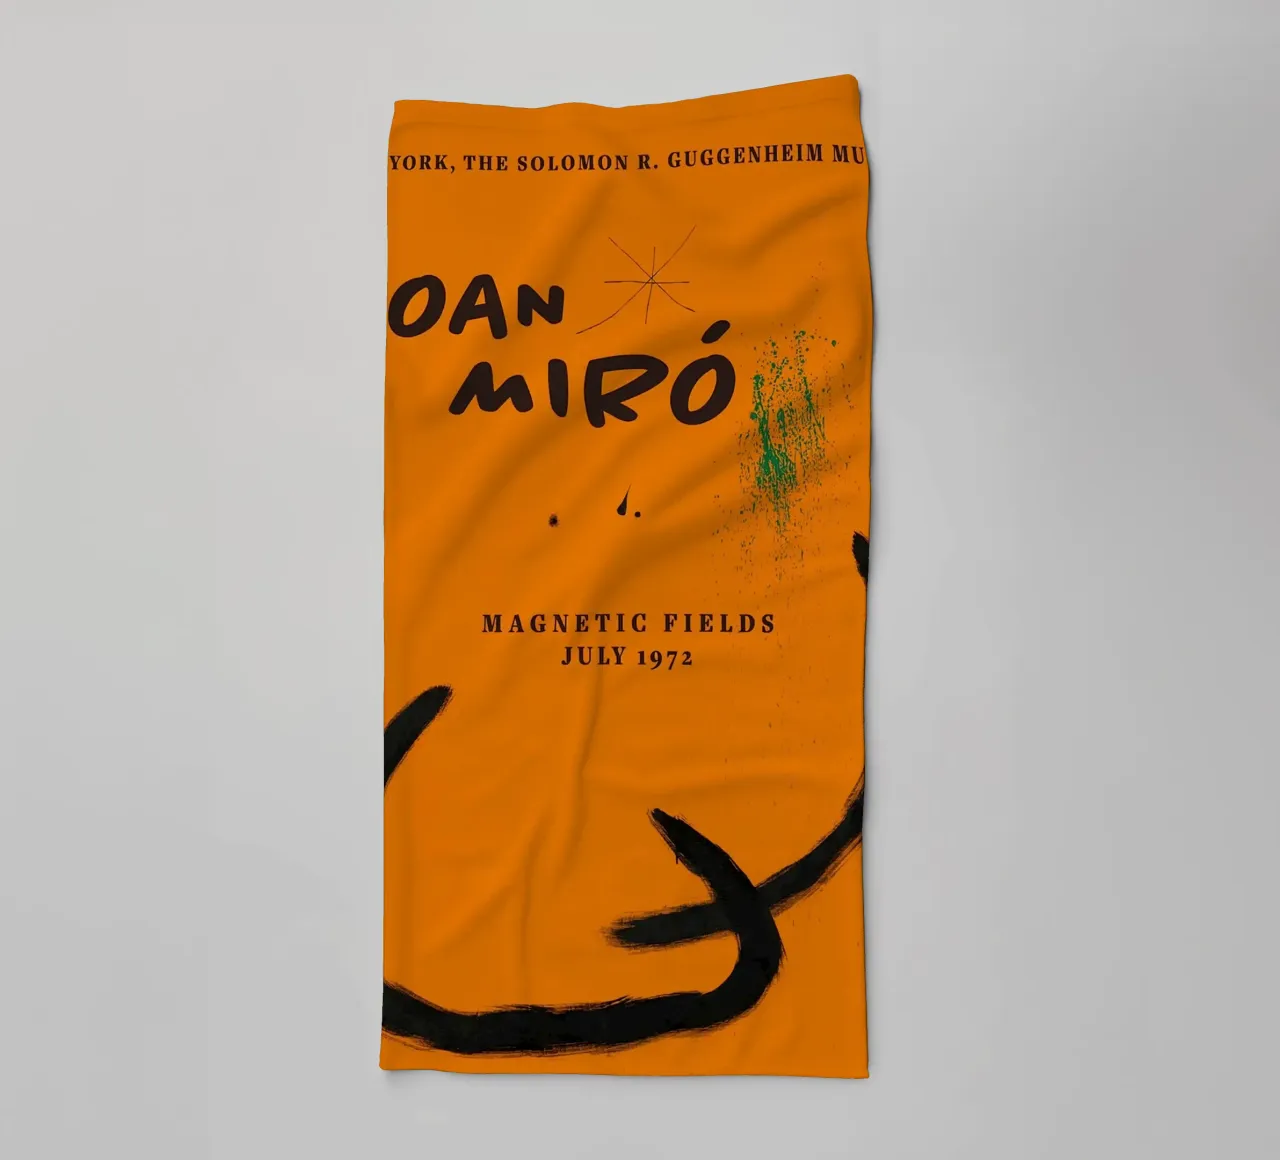 YORK, THE SOLOMON R. GUGGENHEIM MU
OAN
MIRÓ
MAGNETIC FIELDS
JULY 1972